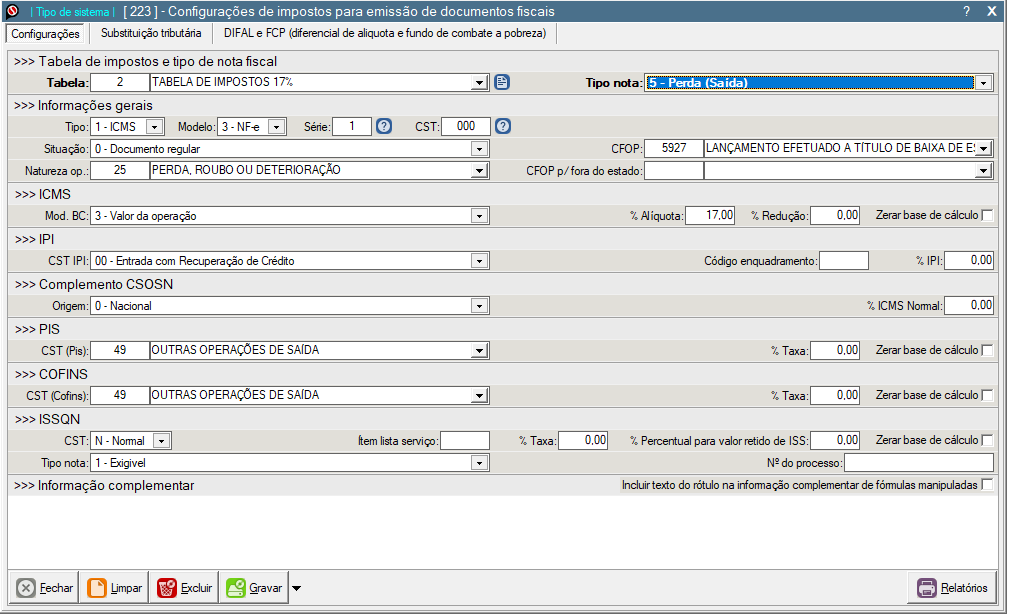 | Tipo de sistema | [ 223 ] - Configurações de impostos para emissão de documentos fiscais ? X
Configurações Substituição tributária DIFAL e FCP (diferencial de aliquota e fundo de combate a pobreza)
>>> Tabela de impostos e tipo de nota fiscal
Tabela: 2 TABELA DE IMPOSTOS 17% Tipo nota: 5 - Perda (Saída)
>>> Informações gerais
Tipo: 1 - ICMS Modelo: 3 - NF-e Série: 1 ? CST: 000 ?
Situação: 0 - Documento regular CFOP: 5927 LANÇAMENTO EFETUADO A TÍTULO DE BAIXA DE ES
Natureza op.: 25 PERDA, ROUBO OU DETERIORAÇÃO CFOP p/ fora do estado:
>>> ICMS
Mod. BC: 3 - Valor da operação % Alíquota: 17,00 % Redução: 0,00 Zerar base de cálculo
>>> IPI
CST IPI: 00 - Entrada com Recuperação de Crédito Código enquadramento: % IPI: 0,00
>>> Complemento CSOSN
Origem: 0 - Nacional % ICMS Normal: 0,00
>>> PIS
CST (Pis): 49 OUTRAS OPERAÇÕES DE SAÍDA % Taxa: 0,00 Zerar base de cálculo
>>> COFINS
CST (Cofins): 49 OUTRAS OPERAÇÕES DE SAÍDA % Taxa: 0,00 Zerar base de cálculo
>>> ISSQN
CST: N - Normal Ítem lista serviço: % Taxa: 0,00 % Percentual para valor retido de ISS: 0,00 Zerar base de cálculo
Tipo nota: 1 - Exigivel Nº do processo:
>>> Informação complementar Incluir texto do rótulo na informação complementar de fórmulas manipuladas
Fechar Limpar Excluir Gravar Relatórios